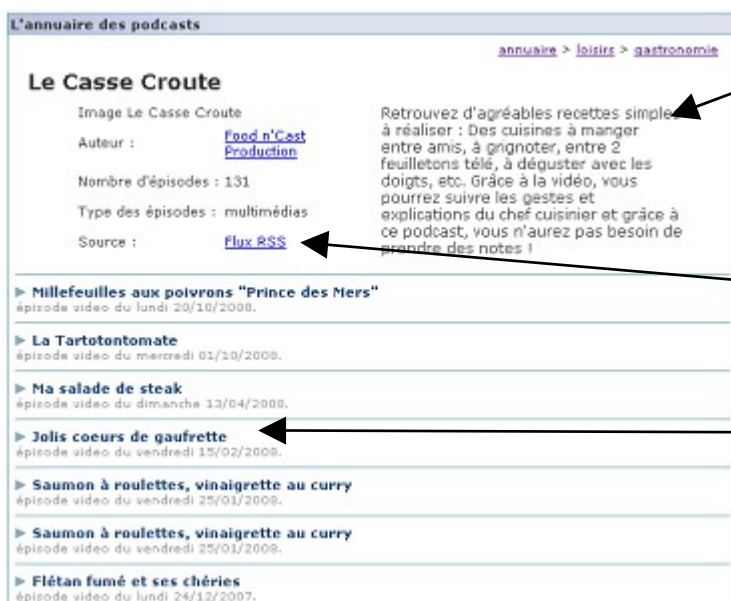 L'annuaire des podcasts
annuaire > loisirs > gastronomie
Le Casse Croute
Image Le Casse Croute
Auteur : Food n'Cast
Production
Nombre d'épisodes : 131
Type des épisodes : multimédias
Source : Flux RSS
Retrouvez d'agréables recettes simples
à réaliser : Des cuisines à manger
entre amis, à grignoter, entre 2
feuilletons télé, à déguster avec les
doigts, etc. Grâce à la vidéo, vous
pourrez suivre les gestes et
explications du chef cuisinier et grâce à
ce podcast, vous n'aurez pas besoin de
prendre des notes !
Millefeuilles aux poivrons "Prince des Mers"
épisode video du lundi 20/10/2008.
La Tartotontomate
épisode video du mercredi 01/10/2008.
Ma salade de steak
épisode video du dimanche 13/04/2008.
Jolis coeurs de gaufrette
épisode video du vendredi 15/02/2008.
Saumon à roulettes, vinaigrette au curry
épisode video du vendredi 25/01/2008.
Saumon à roulettes, vinaigrette au curry
épisode video du vendredi 25/01/2008.
Flétan fumé et ses chéries
épisode video du lundi 24/12/2007.